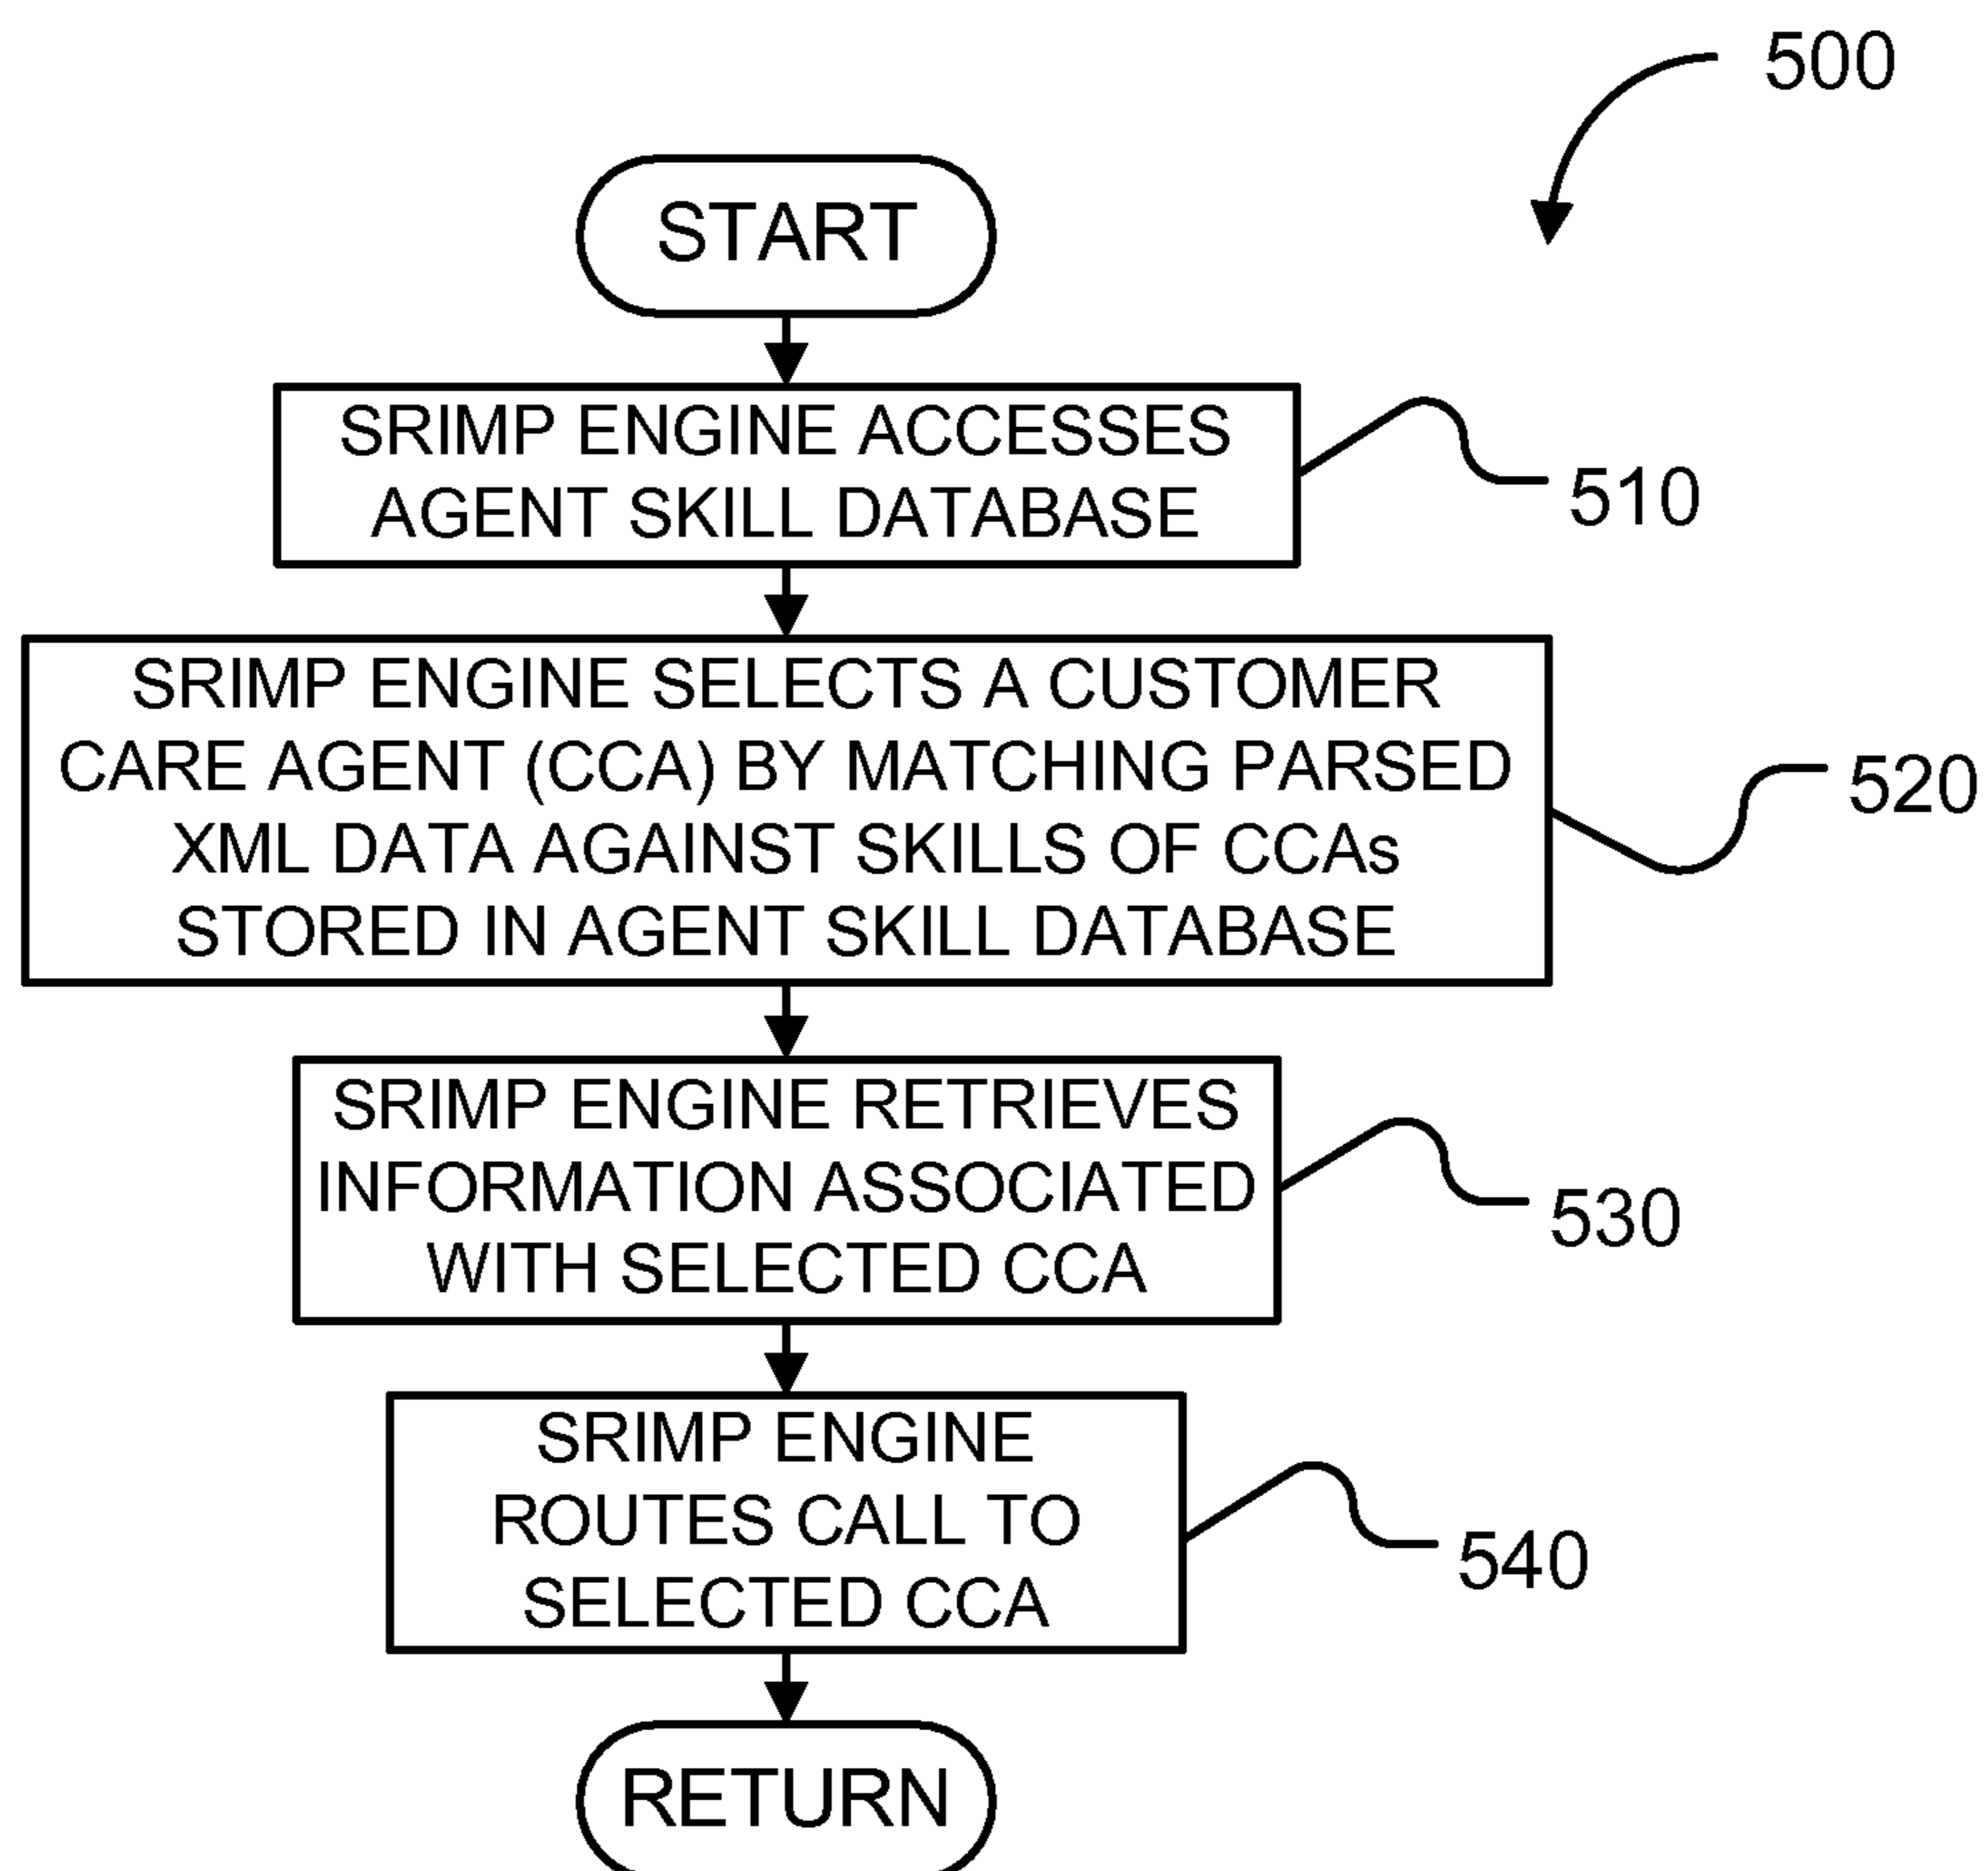 500
START
SRIMP ENGINE ACCESSES
AGENT SKILL DATABASE
510
SRIMP ENGINE SELECTS A CUSTOMER
CARE AGENT (CCA) BY MATCHING PARSED
XML DATA AGAINST SKILLS OF CCAs
STORED IN AGENT SKILL DATABASE
520
SRIMP ENGINE RETRIEVES
INFORMATION ASSOCIATED
WITH SELECTED CCA
530
SRIMP ENGINE
ROUTES CALL TO
SELECTED CCA
540
RETURN